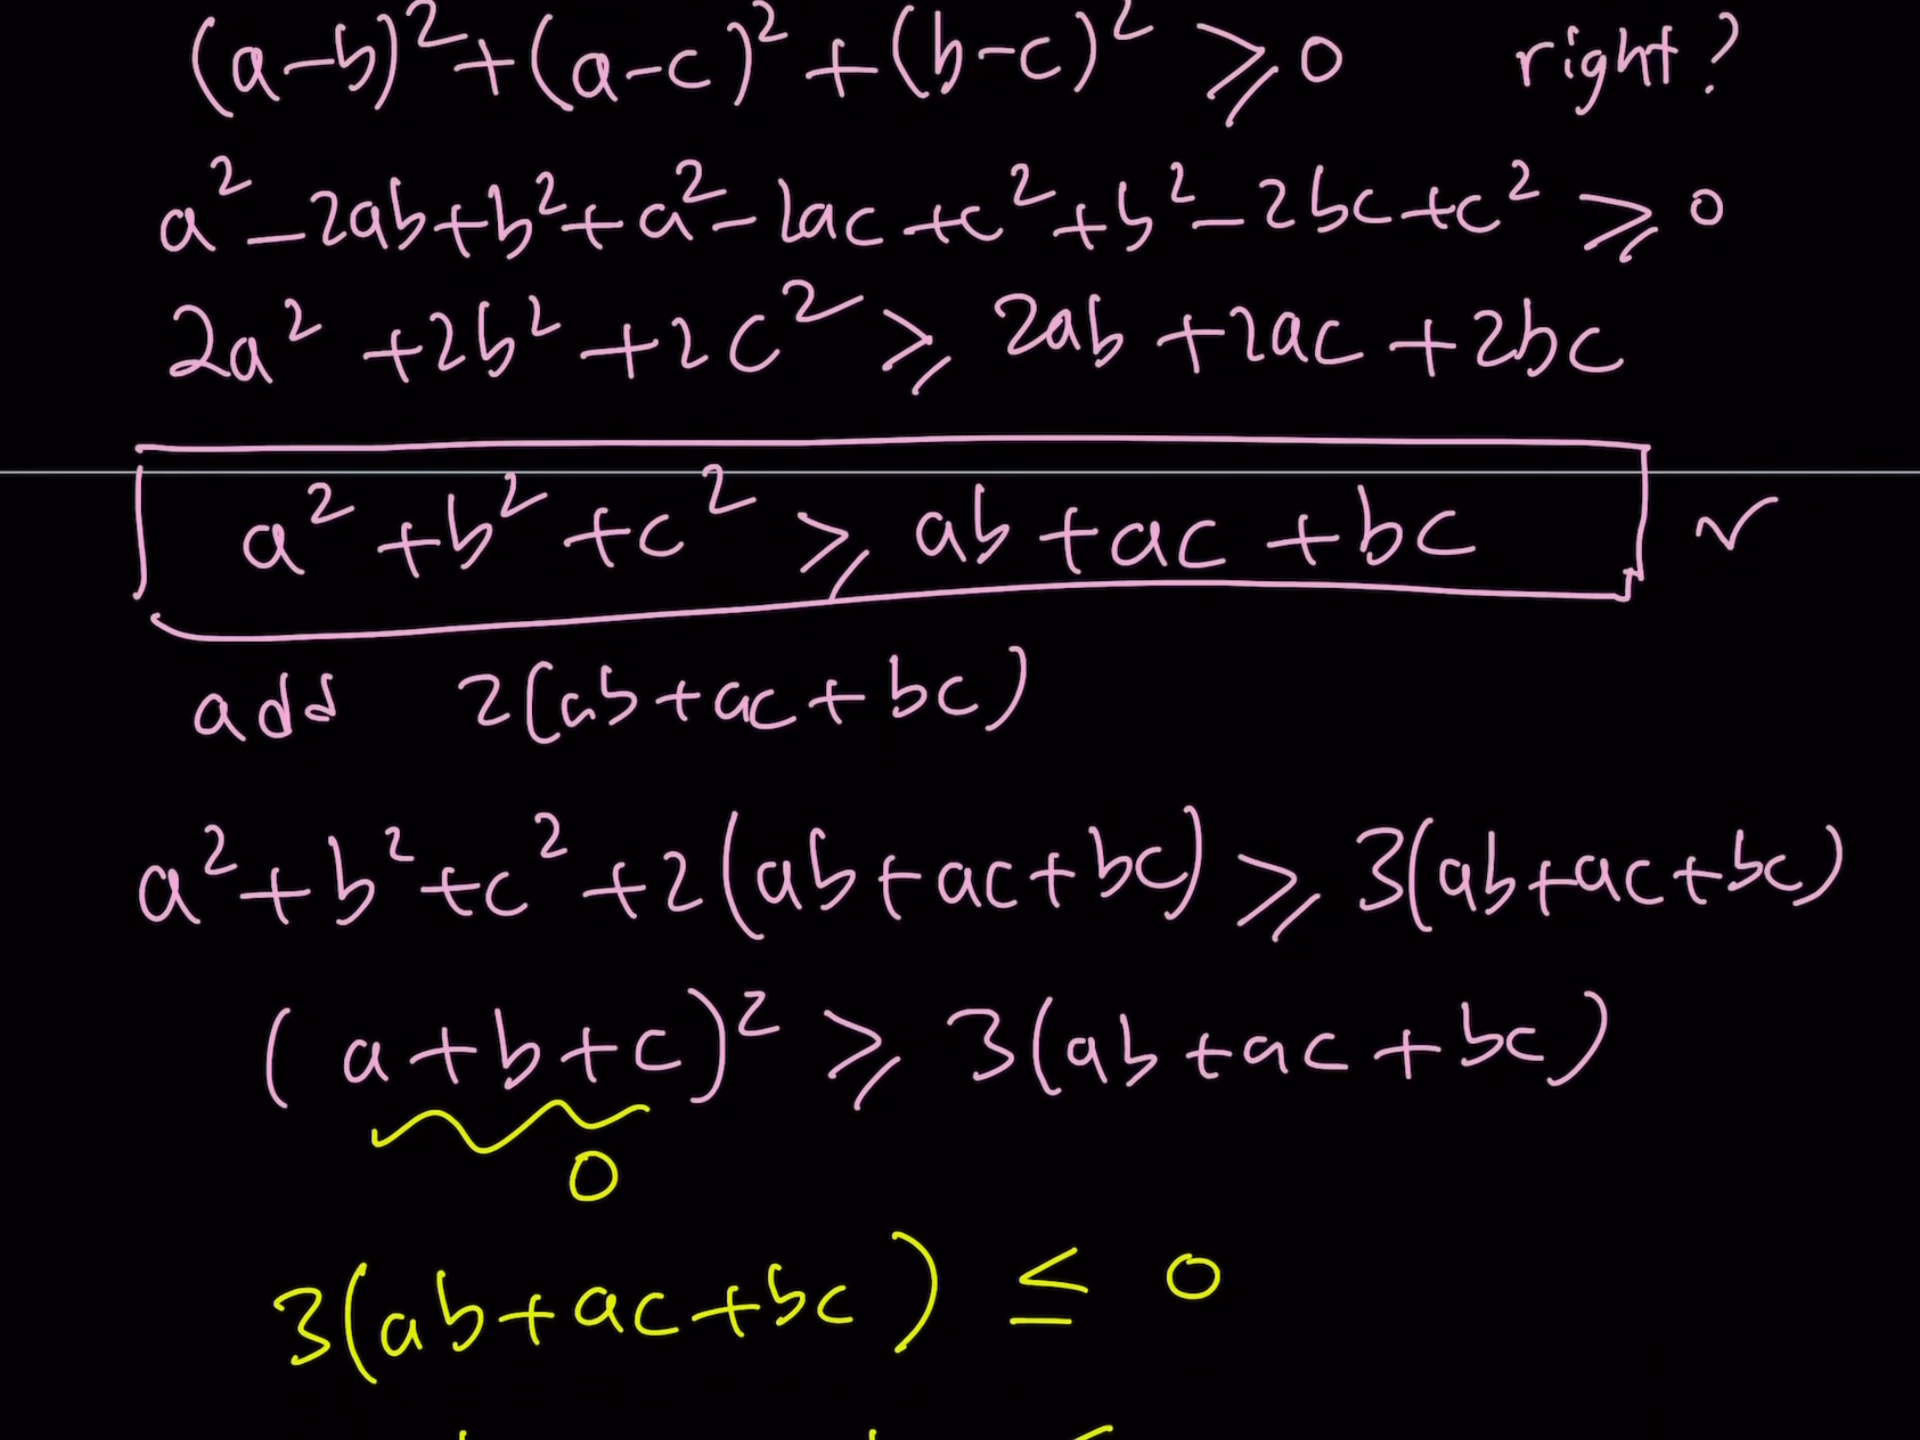 (a-b)²+(a-c)²+(b-c)² ≥ 0 right?
a²-2ab+b²+a²-2ac+c²+b²-2bc+c² ≥ 0
2a²+2b²+2c² ≥ 2ab+2ac+2bc
a²+b²+c² ≥ ab+ac+bc ✓
add 2(ab+ac+bc)
a²+b²+c²+2(ab+ac+bc) ≥ 3(ab+ac+bc)
(a+b+c)² ≥ 3(ab+ac+bc)
0
3(ab+ac+bc) ≤ 0